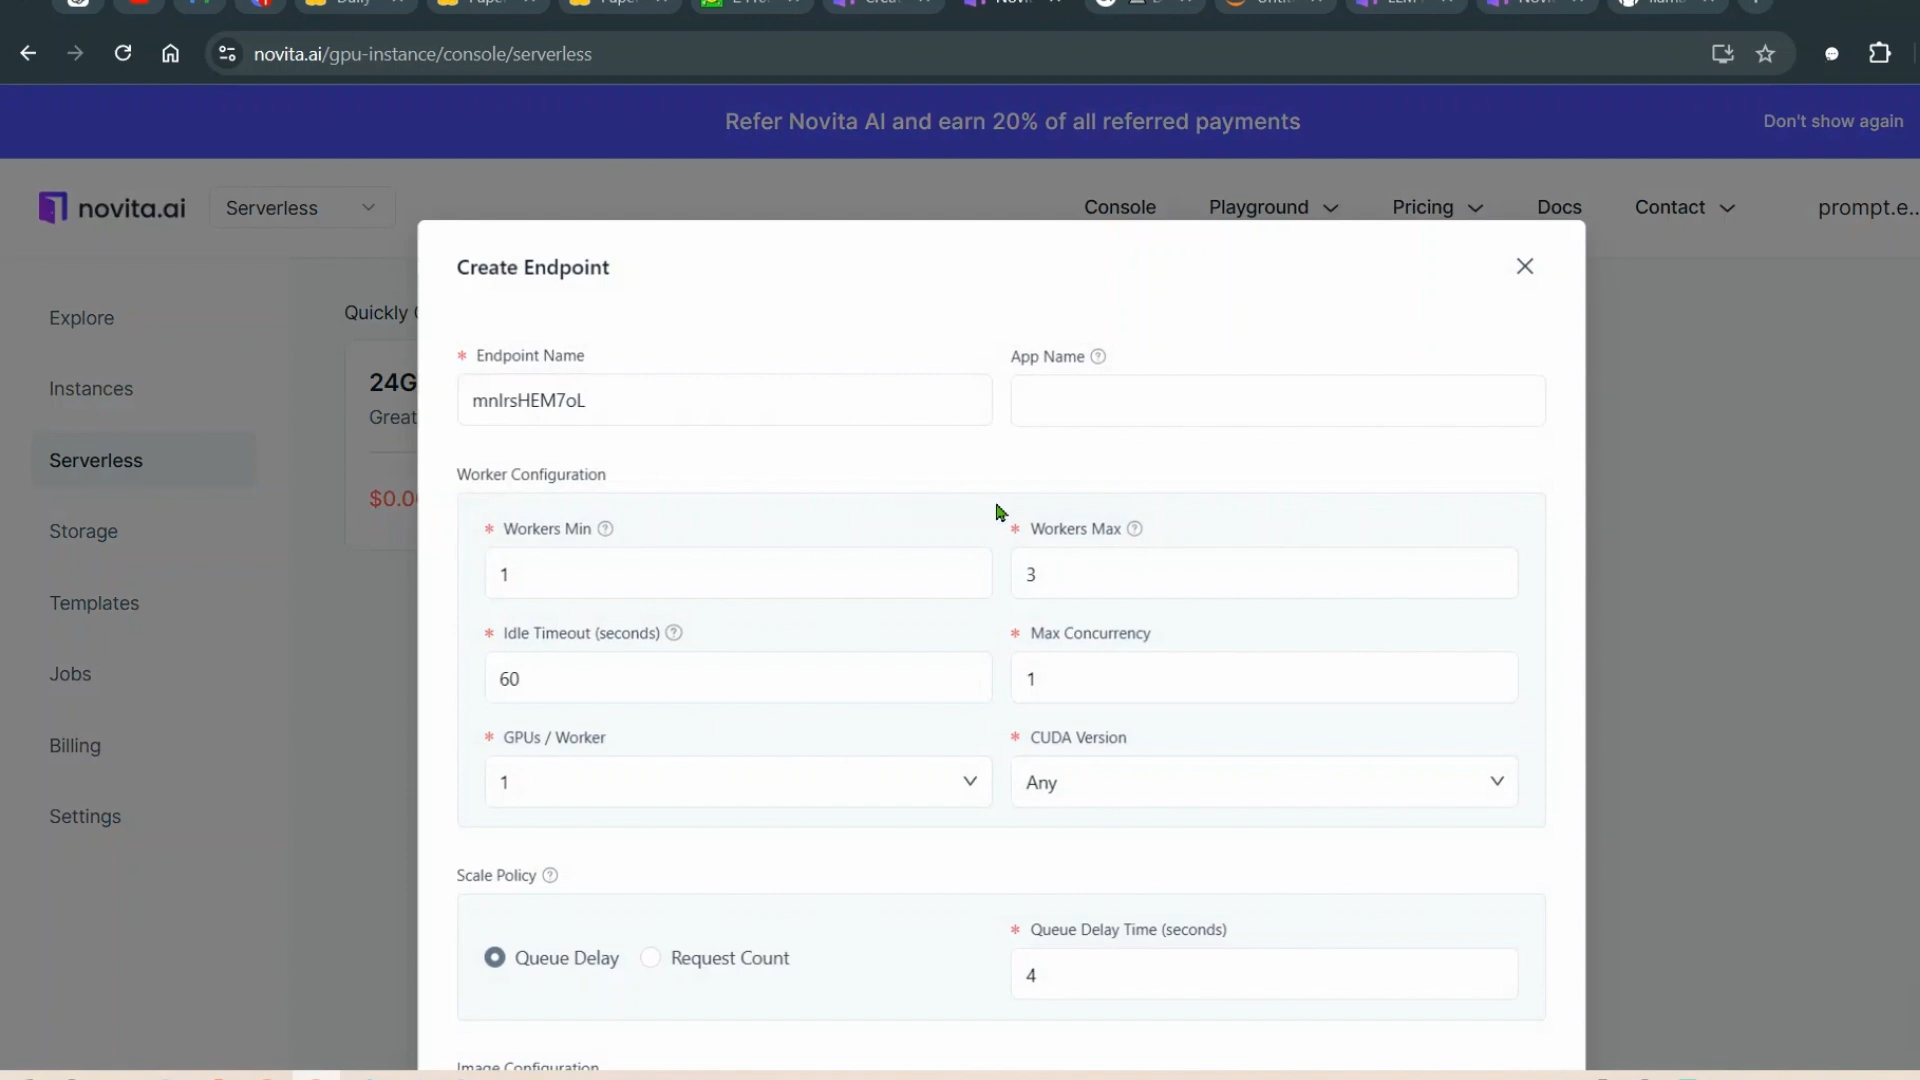 novita.ai/gpu-instance/console/serverless
Refer Novita AI and earn 20% of all referred payments
Don't show again
novita.ai
Serverless
Console
Playground
Pricing
Docs
Contact
prompt.e...
Explore
Instances
Serverless
Storage
Templates
Jobs
Billing
Settings
Quickly
24G
Great
$0.0
Create Endpoint
* Endpoint Name
mnlrsHEM7oL
App Name
Worker Configuration
* Workers Min
1
* Workers Max
3
* Idle Timeout (seconds)
60
* Max Concurrency
1
* GPUs / Worker
1
* CUDA Version
Any
Scale Policy
Queue Delay
Request Count
* Queue Delay Time (seconds)
4
Image Configuration